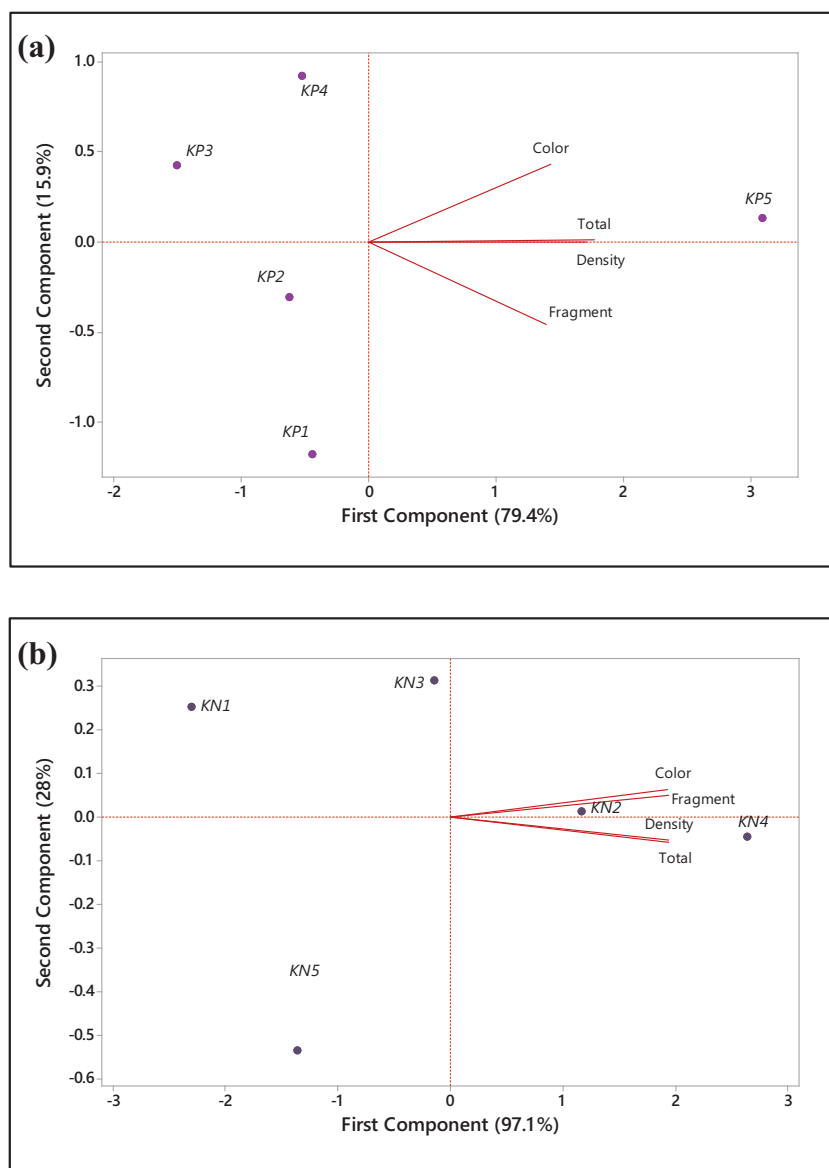 (a)
1.0
0.5
0.0
-0.5
-1.0
Second Component (15.9%)
KP4
KP3
Color
KP5
Total
Density
KP2
Fragment
KP1
-2 -1 0 1 2 3
First Component (79.4%)
(b)
0.3
0.2
0.1
0.0
-0.1
-0.2
-0.3
-0.4
-0.5
-0.6
Second Component (28%)
KN3
KN1
Color
Fragment
KN2
Density
KN4
Total
KN5
-3 -2 -1 0 1 2 3
First Component (97.1%)